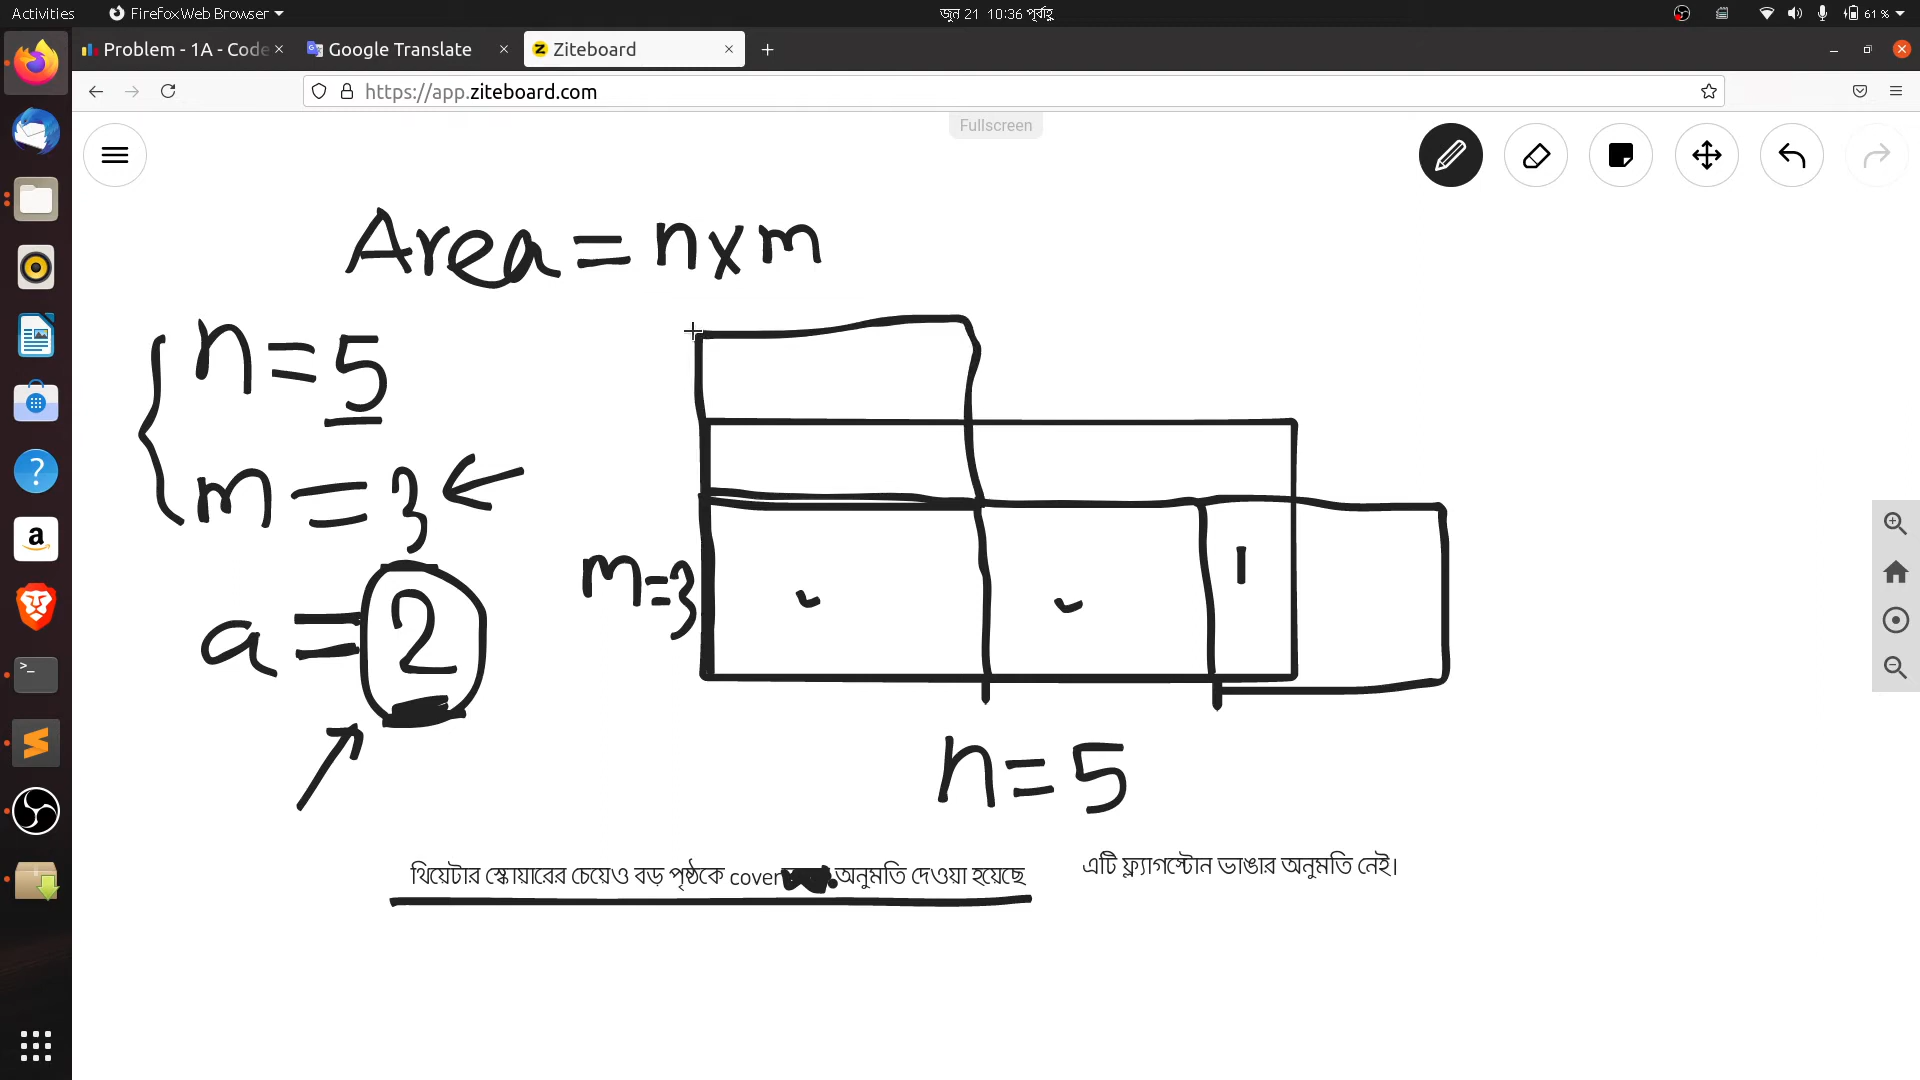 Activities
Firefox Web Browser
জুন 21 10:36 পূর্বাহ্ণ
61 %
Problem - 1A - Code
Google Translate
Ziteboard
https://app.ziteboard.com
Fullscreen
Area = n x m
n = 5
m = 3
a = 2
m = 3
1
n = 5
থিয়েটার স্কোয়ারের চেয়েও বড় পৃষ্ঠকে cover অনুমতি দেওয়া হয়েছে
এটি ফ্ল্যাগস্টোন ভাঙার অনুমতি নেই।